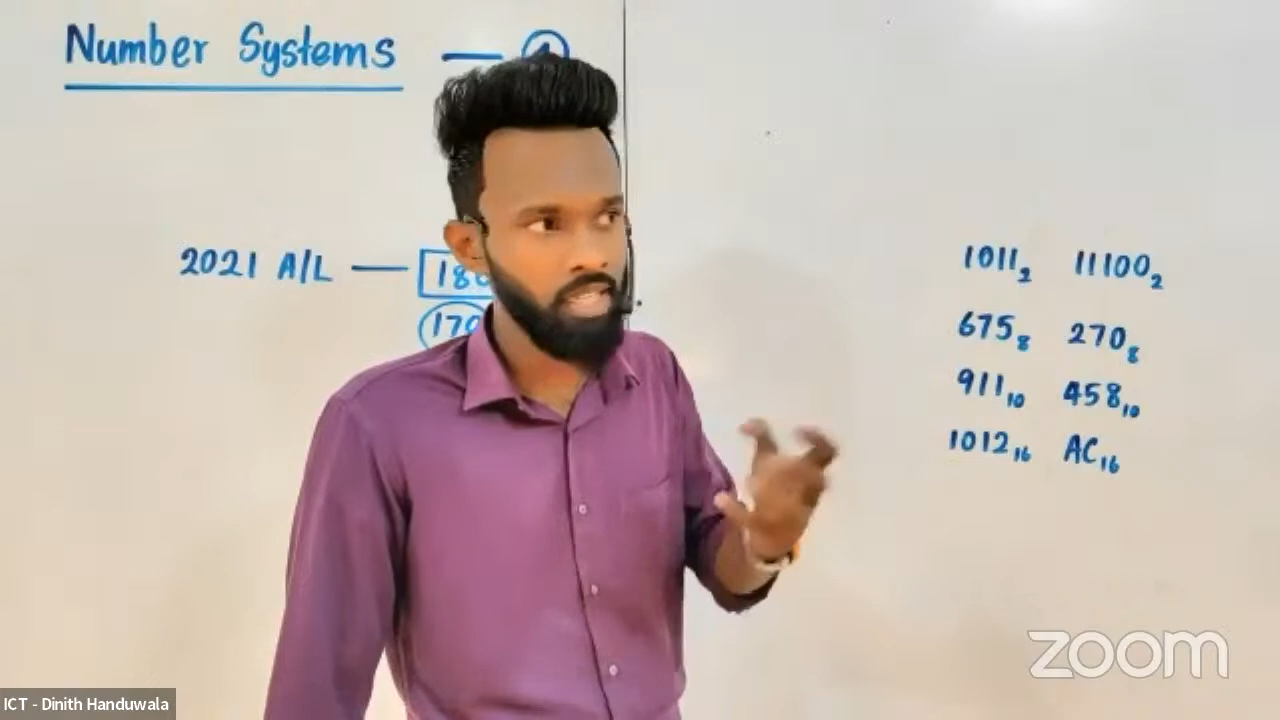 Number Systems —
2021 A/L —
1011₂ 11100₂
675₈ 270₈
911₁₀ 458₁₀
1012₁₆ AC₁₆
zoom
ICT - Dinith Handuwala